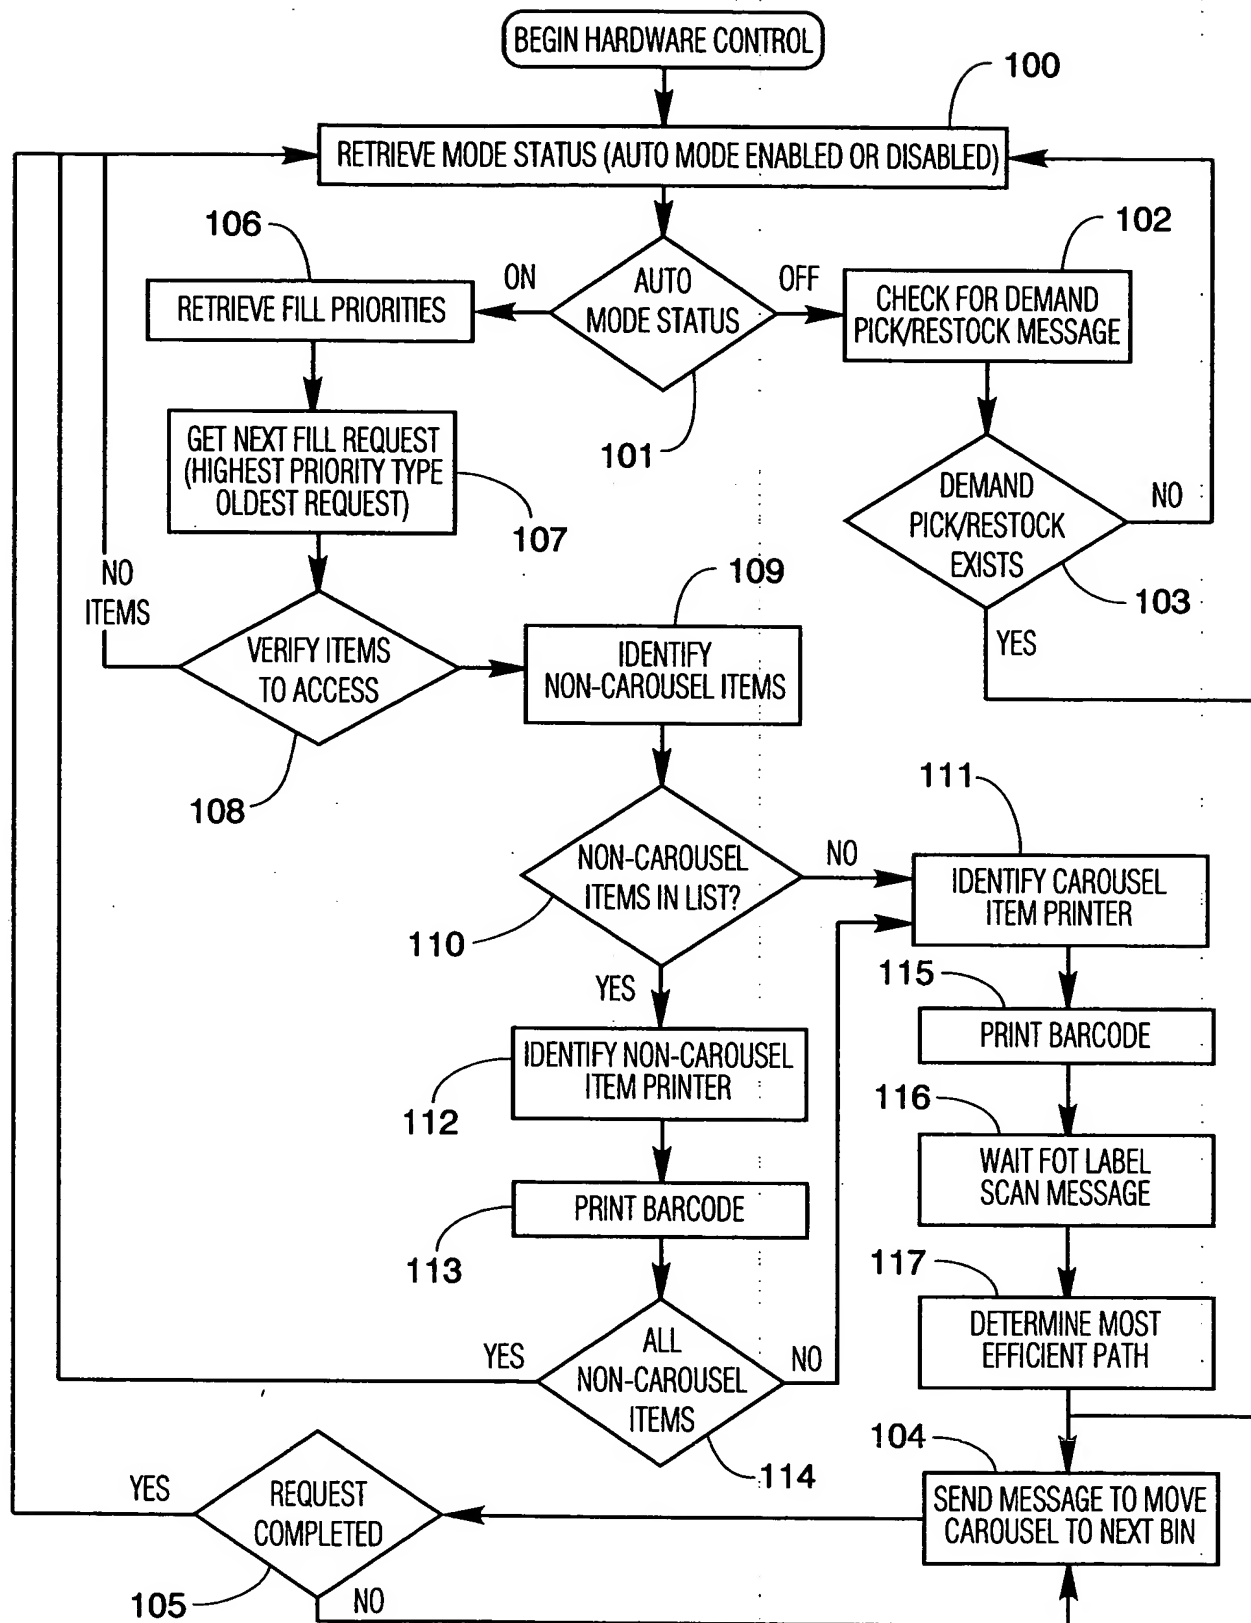 BEGIN HARDWARE CONTROL
100
RETRIEVE MODE STATUS (AUTO MODE ENABLED OR DISABLED)
106
102
ON
AUTO
MODE STATUS
OFF
RETRIEVE FILL PRIORITIES
CHECK FOR DEMAND
PICK/RESTOCK MESSAGE
101
GET NEXT FILL REQUEST
(HIGHEST PRIORITY TYPE
OLDEST REQUEST)
107
DEMAND
PICK/RESTOCK
EXISTS
NO
103
YES
NO
ITEMS
109
VERIFY ITEMS
TO ACCESS
IDENTIFY
NON-CAROUSEL ITEMS
108
111
NON-CAROUSEL
ITEMS IN LIST?
NO
IDENTIFY CAROUSEL
ITEM PRINTER
110
YES
115
PRINT BARCODE
IDENTIFY NON-CAROUSEL
ITEM PRINTER
112
116
WAIT FOT LABEL
SCAN MESSAGE
PRINT BARCODE
113
117
DETERMINE MOST
EFFICIENT PATH
YES
ALL
NON-CAROUSEL
ITEMS
NO
114
104
SEND MESSAGE TO MOVE
CAROUSEL TO NEXT BIN
YES
REQUEST
COMPLETED
105
NO